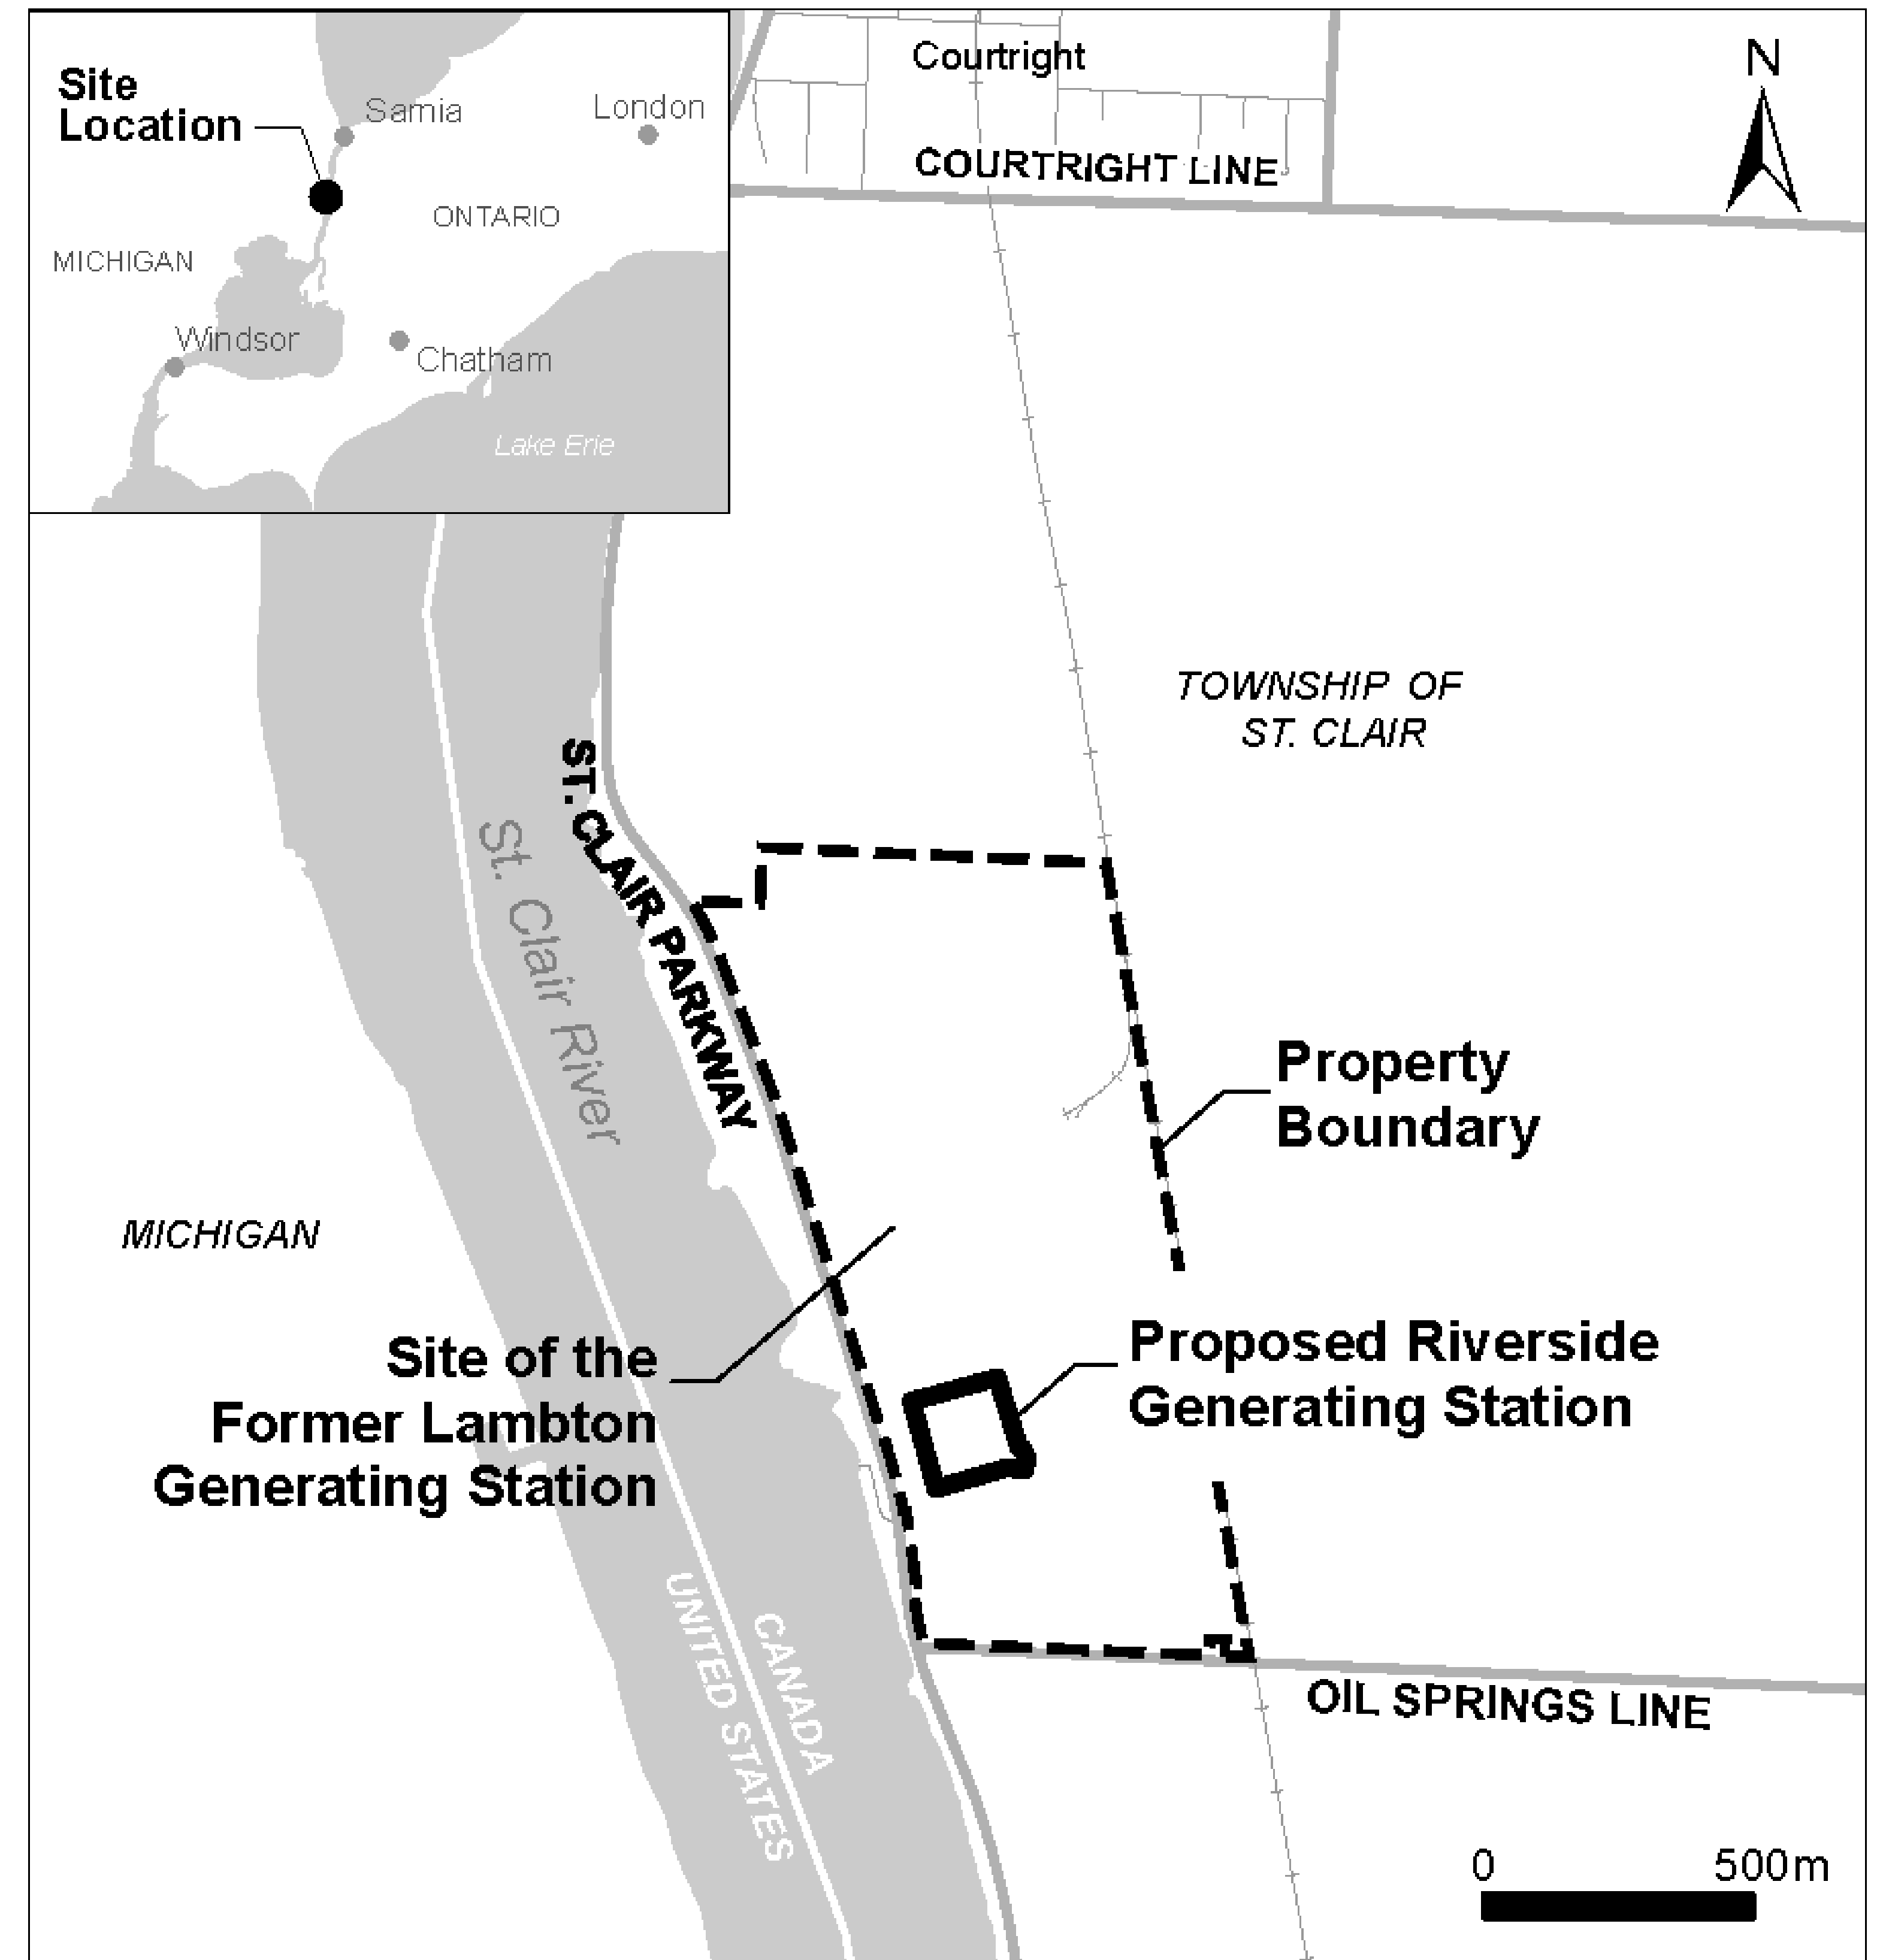 Site
Location
Sarnia
London
ONTARIO
MICHIGAN
Windsor
Chatham
Lake Erie
Courtright
COURTRIGHT LINE
N
TOWNSHIP OF
ST. CLAIR
ST. CLAIR PARKWAY
St. Clair River
Property
Boundary
MICHIGAN
Site of the
Former Lambton
Generating Station
Proposed Riverside
Generating Station
CANADA
UNITED STATES
OIL SPRINGS LINE
0 500m